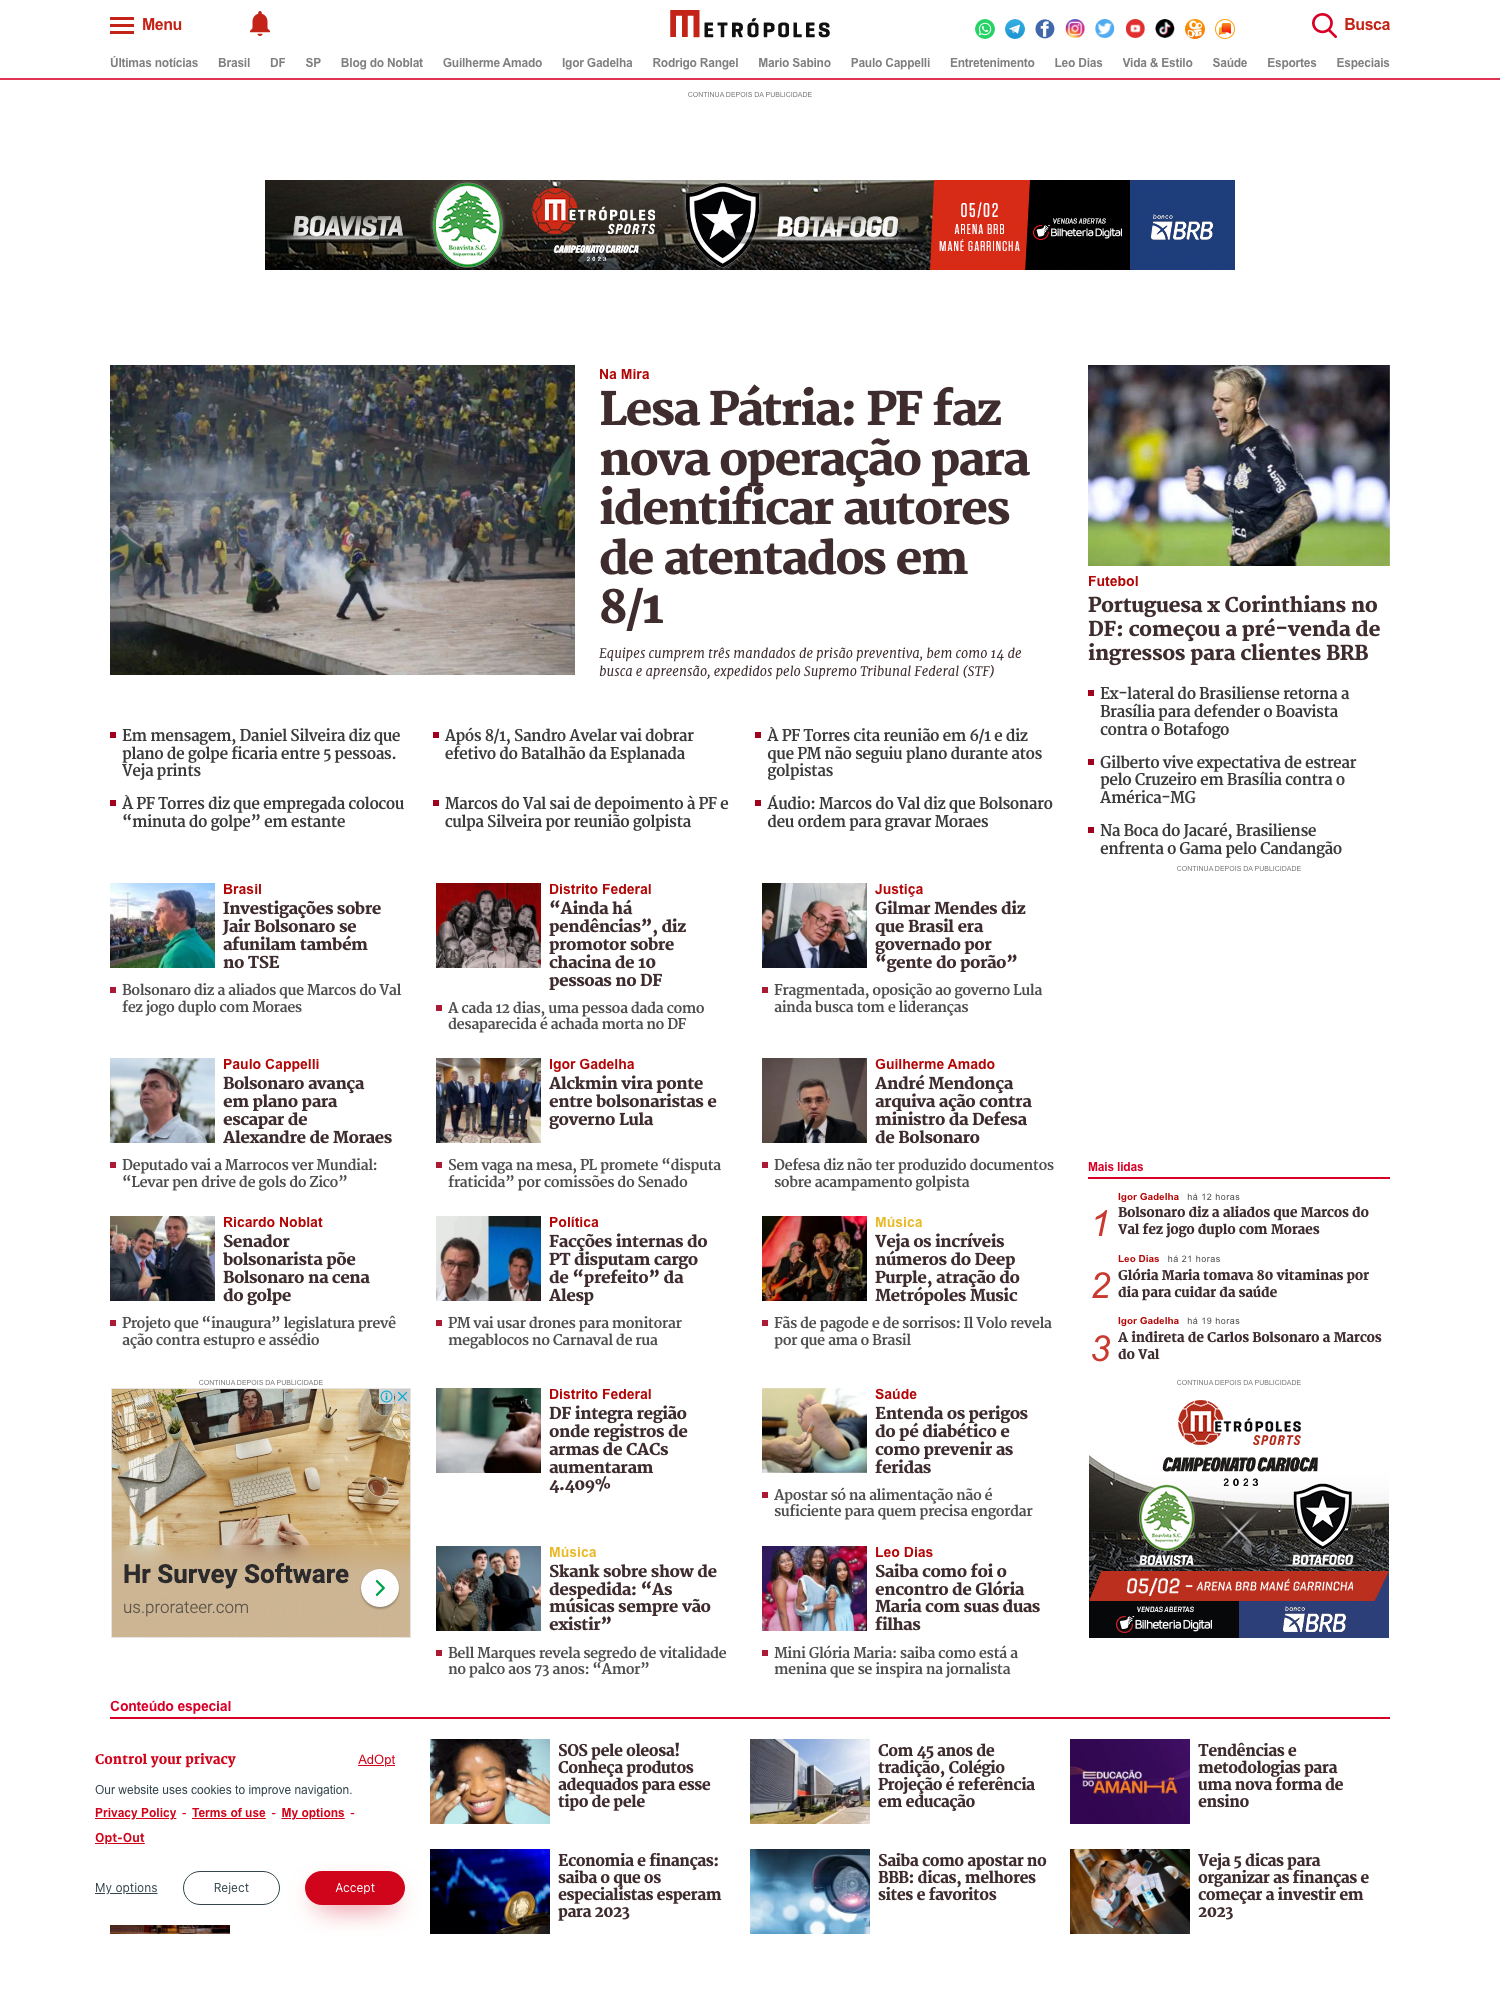 Menu
METRÓPOLES
Busca
Últimas notícias Brasil DF SP Blog do Noblat Guilherme Amado Igor Gadelha Rodrigo Rangel Mario Sabino Paulo Cappelli Entretenimento Leo Dias Vida & Estilo Saúde Esportes Especiais
CONTINUA DEPOIS DA PUBLICIDADE
BOAVISTA
Boavista S.C.
METRÓPOLES
SPORTS
CAMPEONATO CARIOCA
2023
BOTAFOGO
05/02
ARENA BRB
MANÉ GARRINCHA
VENDAS ABERTAS
Bilheteria Digital
BANCO
BRB
Na Mira
Lesa Pátria: PF faz
nova operação para
identificar autores
de atentados em
8/1
Equipes cumprem três mandados de prisão preventiva, bem como 14 de
busca e apreensão, expedidos pelo Supremo Tribunal Federal (STF)
Futebol
Portuguesa x Corinthians no
DF: começou a pré-venda de
ingressos para clientes BRB
Ex-lateral do Brasiliense retorna a
Brasília para defender o Boavista
contra o Botafogo
Gilberto vive expectativa de estrear
pelo Cruzeiro em Brasília contra o
América-MG
Na Boca do Jacaré, Brasiliense
enfrenta o Gama pelo Candangão
CONTINUA DEPOIS DA PUBLICIDADE
Em mensagem, Daniel Silveira diz que
plano de golpe ficaria entre 5 pessoas.
Veja prints
Após 8/1, Sandro Avelar vai dobrar
efetivo do Batalhão da Esplanada
À PF Torres cita reunião em 6/1 e diz
que PM não seguiu plano durante atos
golpistas
À PF Torres diz que empregada colocou
“minuta do golpe” em estante
Marcos do Val sai de depoimento à PF e
culpa Silveira por reunião golpista
Áudio: Marcos do Val diz que Bolsonaro
deu ordem para gravar Moraes
Brasil
Investigações sobre
Jair Bolsonaro se
afunilam também
no TSE
Bolsonaro diz a aliados que Marcos do Val
fez jogo duplo com Moraes
Distrito Federal
“Ainda há
pendências”, diz
promotor sobre
chacina de 10
pessoas no DF
A cada 12 dias, uma pessoa dada como
desaparecida é achada morta no DF
Justiça
Gilmar Mendes diz
que Brasil era
governado por
“gente do porão”
Fragmentada, oposição ao governo Lula
ainda busca tom e lideranças
Paulo Cappelli
Bolsonaro avança
em plano para
escapar de
Alexandre de Moraes
Deputado vai a Marrocos ver Mundial:
“Levar pen drive de gols do Zico”
Igor Gadelha
Alckmin vira ponte
entre bolsonaristas e
governo Lula
Sem vaga na mesa, PL promete “disputa
fraticida” por comissões do Senado
Guilherme Amado
André Mendonça
arquiva ação contra
ministro da Defesa
de Bolsonaro
Defesa diz não ter produzido documentos
sobre acampamento golpista
Ricardo Noblat
Senador
bolsonarista põe
Bolsonaro na cena
do golpe
Projeto que “inaugura” legislatura prevê
ação contra estupro e assédio
Política
Facções internas do
PT disputam cargo
de “prefeito” da
Alesp
PM vai usar drones para monitorar
megablocos no Carnaval de rua
Música
Veja os incríveis
números do Deep
Purple, atração do
Metrópoles Music
Fãs de pagode e de sorrisos: Il Volo revela
por que ama o Brasil
Mais lidas
1
Igor Gadelha há 12 horas
Bolsonaro diz a aliados que Marcos do
Val fez jogo duplo com Moraes
2
Leo Dias há 21 horas
Glória Maria tomava 80 vitaminas por
dia para cuidar da saúde
3
Igor Gadelha há 19 horas
A indireta de Carlos Bolsonaro a Marcos
do Val
CONTINUA DEPOIS DA PUBLICIDADE
Hr Survey Software
us.prorateer.com
Distrito Federal
DF integra região
onde registros de
armas de CACs
aumentaram
4.409%
Saúde
Entenda os perigos
do pé diabético e
como prevenir as
feridas
Apostar só na alimentação não é
suficiente para quem precisa engordar
Música
Skank sobre show de
despedida: “As
músicas sempre vão
existir”
Bell Marques revela segredo de vitalidade
no palco aos 73 anos: “Amor”
Leo Dias
Saiba como foi o
encontro de Glória
Maria com suas duas
filhas
Mini Glória Maria: saiba como está a
menina que se inspira na jornalista
CONTINUA DEPOIS DA PUBLICIDADE
METRÓPOLES
SPORTS
CAMPEONATO CARIOCA
2023
Boavista S.C.
BOAVISTA
BOTAFOGO
05/02 - ARENA BRB MANÉ GARRINCHA
VENDAS ABERTAS
Bilheteria Digital
BANCO
BRB
Conteúdo especial
Control your privacy
AdOpt
Our website uses cookies to improve navigation.
Privacy Policy - Terms of use - My options -
Opt-Out
My options
Reject
Accept
SOS pele oleosa!
Conheça produtos
adequados para esse
tipo de pele
Com 45 anos de
tradição, Colégio
Projeção é referência
em educação
EDUCAÇÃO
DO AMANHÃ
Tendências e
metodologias para
uma nova forma de
ensino
Economia e finanças:
saiba o que os
especialistas esperam
para 2023
Saiba como apostar no
BBB: dicas, melhores
sites e favoritos
Veja 5 dicas para
organizar as finanças e
começar a investir em
2023